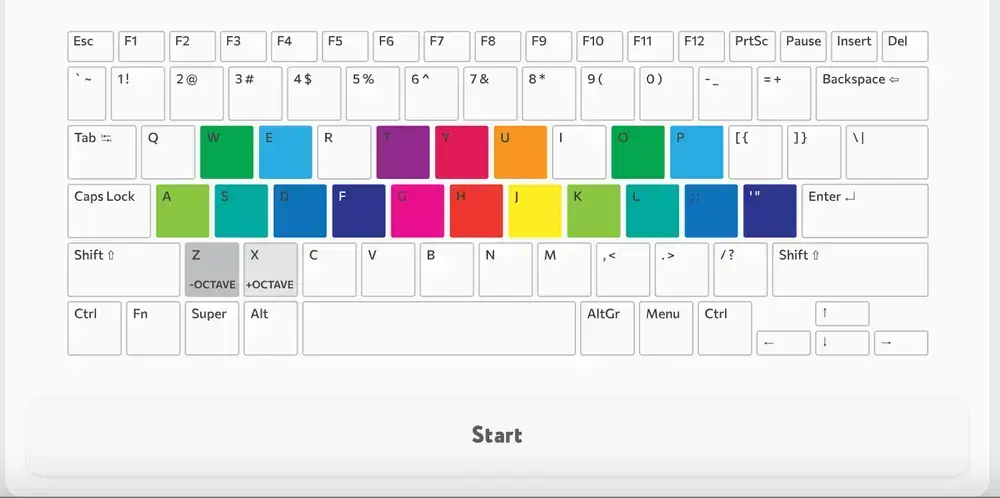 Esc F1 F2 F3 F4 F5 F6 F7 F8 F9 F10 F11 F12 PrtSc Pause Insert Del
` ~ 1! 2@ 3# 4$ 5% 6^ 7& 8* 9( 0) -_ =+ Backspace ⇦
Tab ↹ Q W E R T Y U I O P [{ ]} \|
Caps Lock A S D F G H J K L ;: '" Enter ↵
Shift ⇧ Z X C V B N M ,< .> /? Shift ⇧
-OCTAVE +OCTAVE
Ctrl Fn Super Alt AltGr Menu Ctrl ↑
← ↓ →
Start